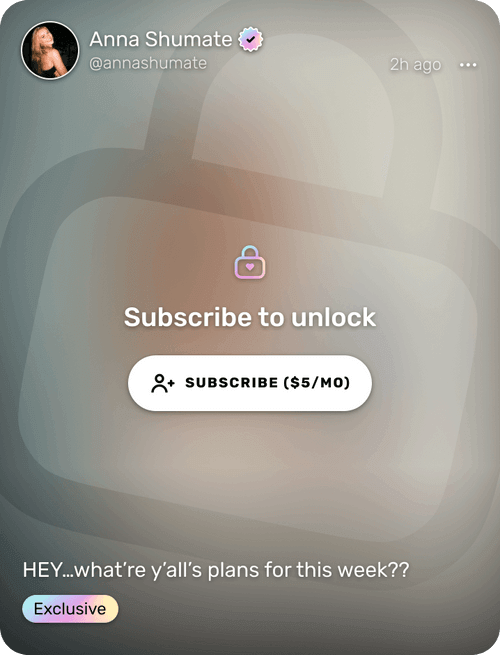 Anna Shumate
@annashumate
2h ago
Subscribe to unlock
SUBSCRIBE ($5/MO)
HEY...what're y'all's plans for this week??
Exclusive